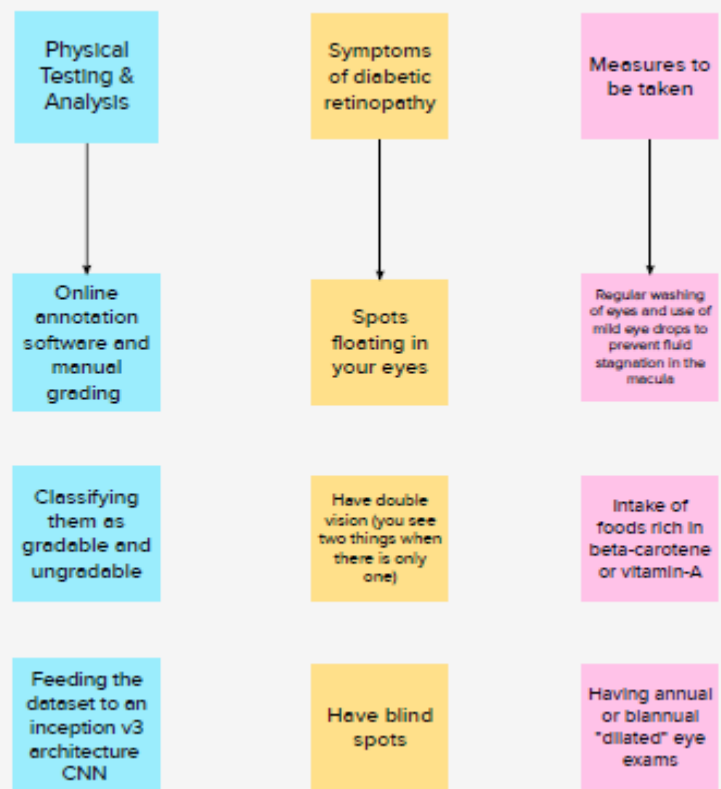 Physical
Testing &
Analysis
Symptoms
of diabetic
retinopathy
Measures to
be taken
Online
annotation
software and
manual
grading
Spots
floating in
your eyes
Regular washing
of eyes and use of
mild eye drops to
prevent fluid
stagnation in the
macula
Classifying
them as
gradable and
ungradable
Have double
vision (you see
two things when
there is only
one)
Intake of
foods rich in
beta-carotene
or vitamin-A
Feeding the
dataset to an
inception v3
architecture
CNN
Have blind
spots
Having annual
or biannual
"dilated" eye
exams